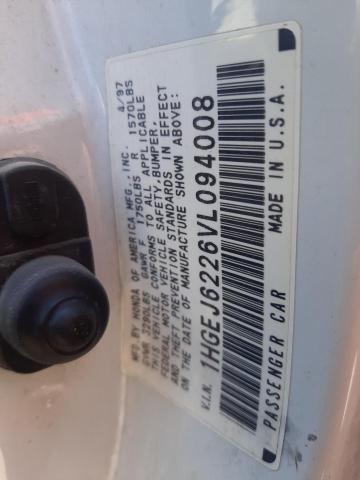 MFD. BY HONDA OF AMERICA MFG., INC. 4/97
GVWR 3290LBS GAWR F 1750LBS R 1570LBS
THIS VEHICLE CONFORMS TO ALL APPLICABLE
FEDERAL MOTOR VEHICLE SAFETY, BUMPER,
AND THEFT PREVENTION STANDARDS IN EFFECT
ON THE DATE OF MANUFACTURE SHOWN ABOVE:
V.I.N. 1HGEJ6226VL094008
PASSENGER CAR MADE IN U.S.A.